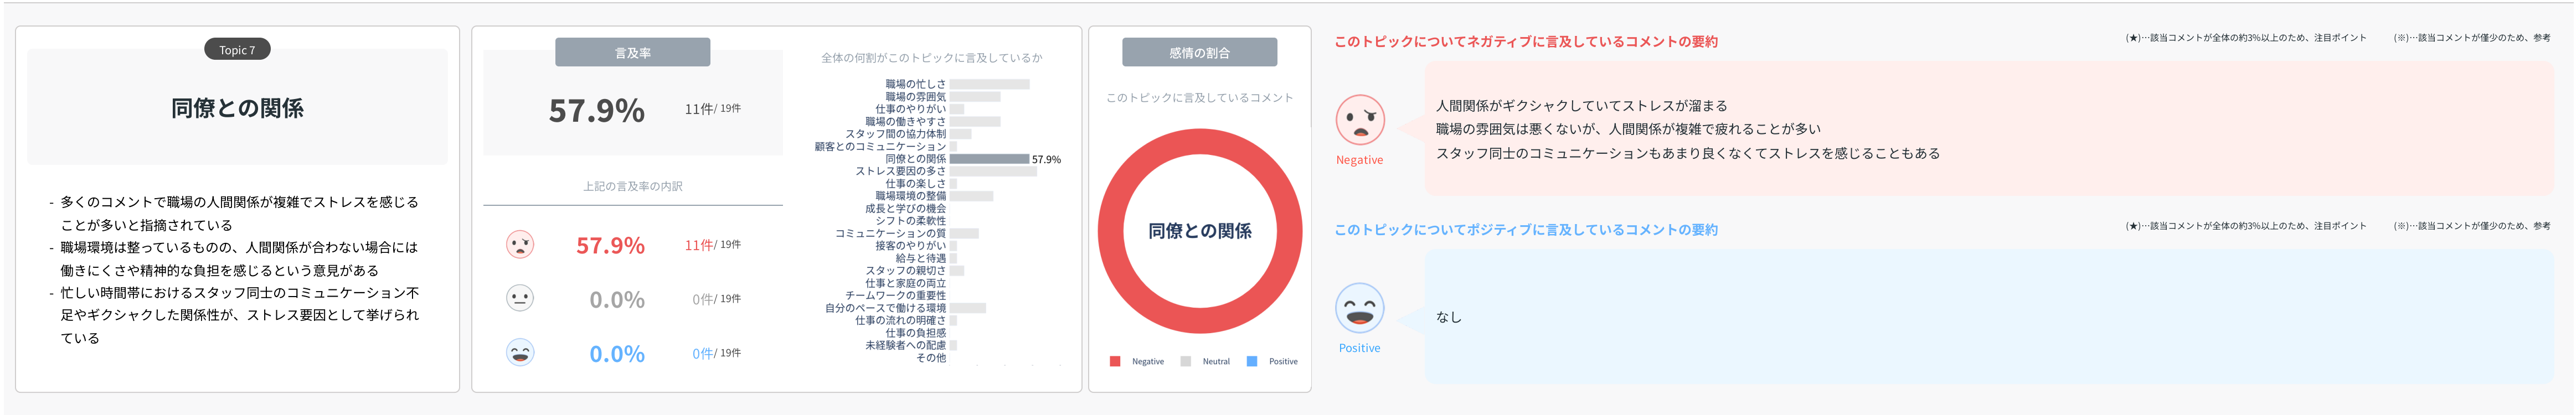 Topic 7
同僚との関係
- 多くのコメントで職場の人間関係が複雑でストレスを感じる
ことが多いと指摘されている
- 職場環境は整っているものの、人間関係が合わない場合には
働きにくさや精神的な負担を感じるという意見がある
- 忙しい時間帯におけるスタッフ同士のコミュニケーション不
足やギクシャクした関係性が、ストレス要因として挙げられ
ている
言及率
57.9% 11件/ 19件
上記の言及率の内訳
57.9% 11件/ 19件
0.0% 0件/ 19件
0.0% 0件/ 19件
全体の何割がこのトピックに言及しているか
職場の忙しさ
職場の雰囲気
仕事のやりがい
職場の働きやすさ
スタッフ間の協力体制
顧客とのコミュニケーション
同僚との関係 57.9%
ストレス要因の多さ
仕事の楽しさ
職場環境の整備
成長と学びの機会
シフトの柔軟性
コミュニケーションの質
接客のやりがい
給与と待遇
スタッフの親切さ
仕事と家庭の両立
チームワークの重要性
自分のペースで働ける環境
仕事の流れの明確さ
仕事の負担感
未経験者への配慮
その他
感情の割合
このトピックに言及しているコメント
同僚との関係
Negative Neutral Positive
このトピックについてネガティブに言及しているコメントの要約
(★)…該当コメントが全体の約3%以上のため、注目ポイント (※)…該当コメントが僅少のため、参考
Negative
人間関係がギクシャクしていてストレスが溜まる
職場の雰囲気は悪くないが、人間関係が複雑で疲れることが多い
スタッフ同士のコミュニケーションもあまり良くなくてストレスを感じることもある
このトピックについてポジティブに言及しているコメントの要約
(★)…該当コメントが全体の約3%以上のため、注目ポイント (※)…該当コメントが僅少のため、参考
Positive
なし